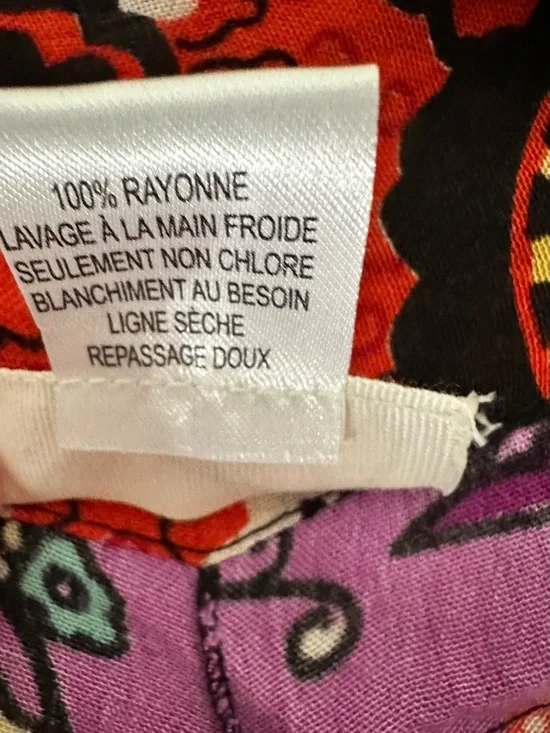 100% RAYONNE
LAVAGE À LA MAIN FROIDE
SEULEMENT NON CHLORE
BLANCHIMENT AU BESOIN
LIGNE SÈCHE
REPASSAGE DOUX